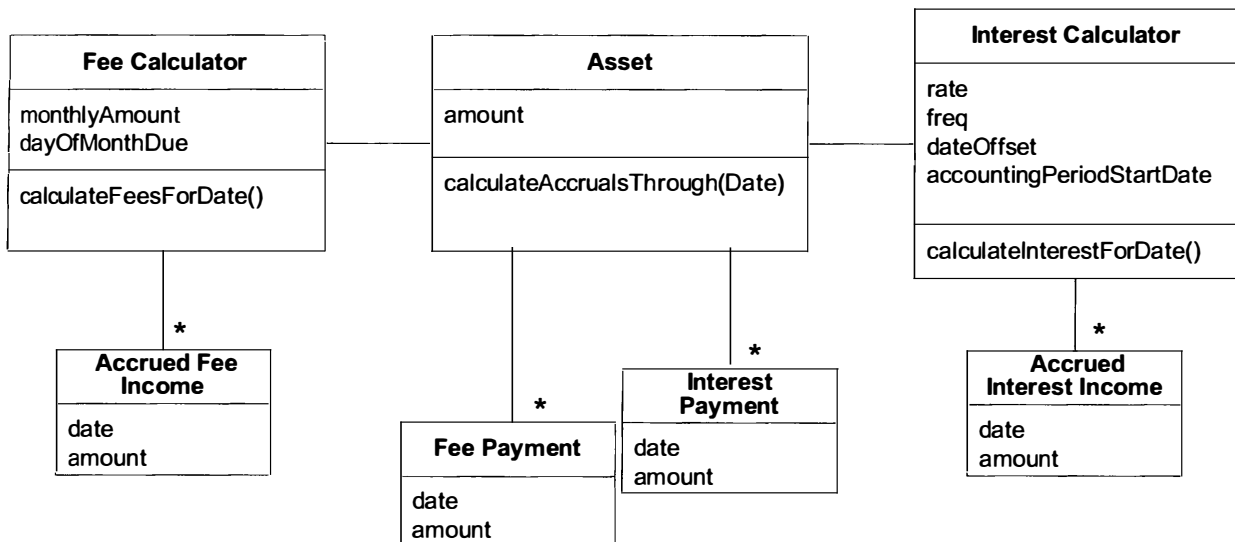 Fee Calculator
monthlyAmount
dayOfMonthDue
calculateFeesForDate()
*
Accrued Fee
Income
date
amount
Asset
amount
calculateAccrualsThrough(Date)
*
Fee Payment
date
amount
*
Interest
Payment
date
amount
Interest Calculator
rate
freq
dateOffset
accountingPeriodStartDate
calculateInterestForDate()
*
Accrued
Interest Income
date
amount